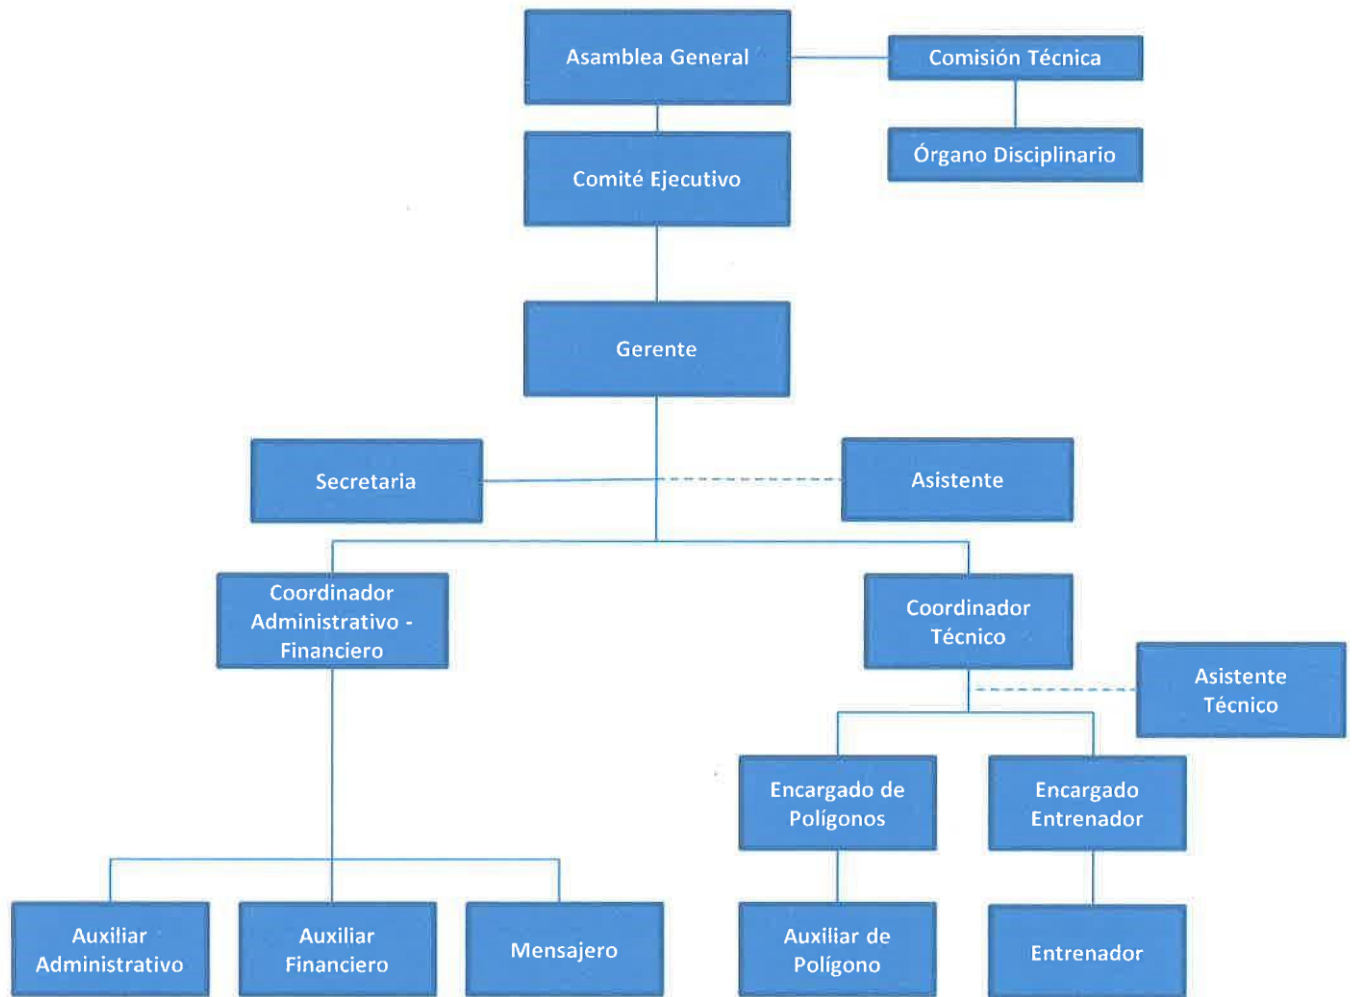 Asamblea General
Comisión Técnica
Órgano Disciplinario
Comité Ejecutivo
Gerente
Secretaria
Asistente
Coordinador
Administrativo -
Financiero
Coordinador
Técnico
Asistente
Técnico
Encargado de
Polígonos
Encargado
Entrenador
Auxiliar
Administrativo
Auxiliar
Financiero
Mensajero
Auxiliar de
Polígono
Entrenador